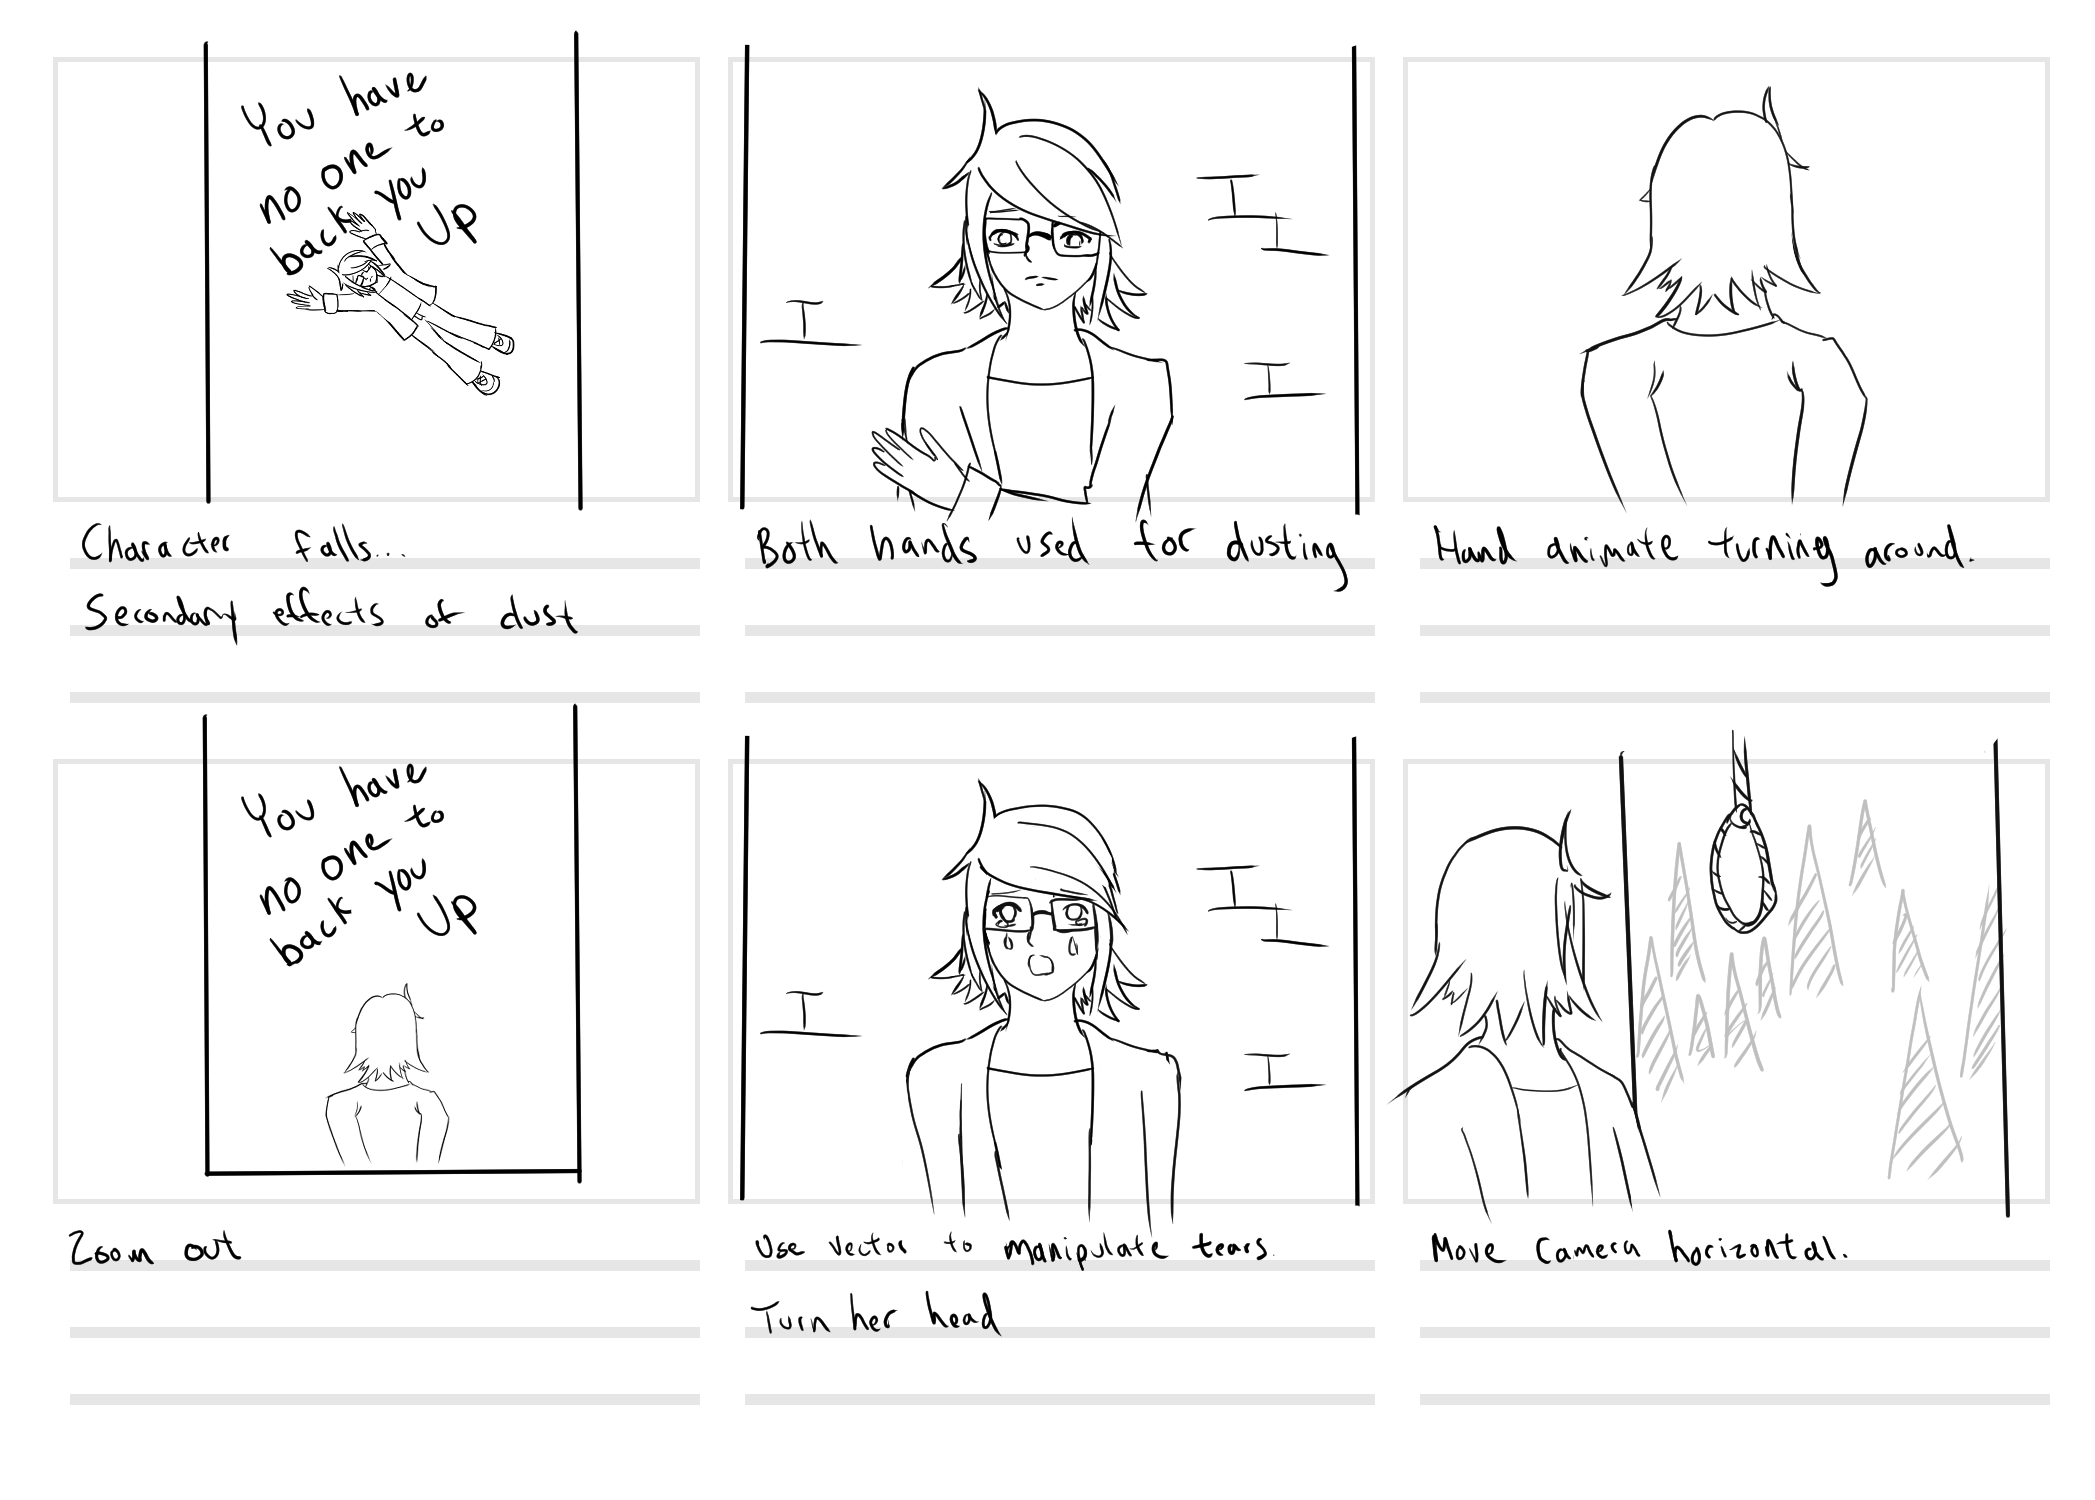 You have
no one to
back you
Up
Character falls...
Secondary effects of dust
Both hands used for dusting
Hand animate turning around.
You have
no one to
back you
Up
Zoom out
Use vector to manipulate tears.
Turn her head
Move Camera horizontal.